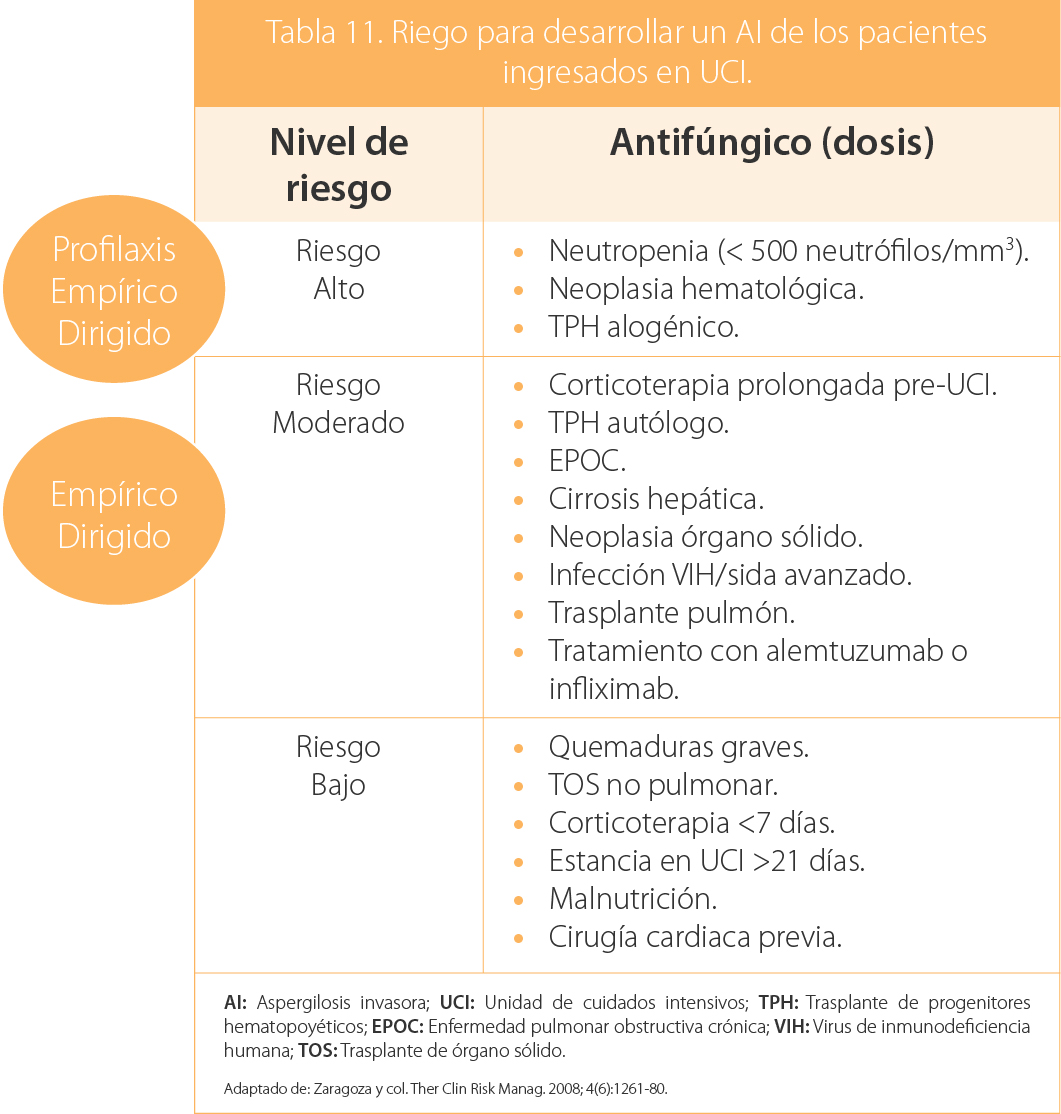 Tabla 11. Riego para desarrollar un AI de los pacientes
ingresados en UCI.
Nivel de
riesgo
Antifúngico (dosis)
Profilaxis
Empírico
Dirigido
Riesgo
Alto
• Neutropenia (< 500 neutrófilos/mm³).
• Neoplasia hematológica.
• TPH alogénico.
Empírico
Dirigido
Riesgo
Moderado
• Corticoterapia prolongada pre-UCI.
• TPH autólogo.
• EPOC.
• Cirrosis hepática.
• Neoplasia órgano sólido.
• Infección VIH/sida avanzado.
• Trasplante pulmón.
• Tratamiento con alemtuzumab o
infliximab.
Riesgo
Bajo
• Quemaduras graves.
• TOS no pulmonar.
• Corticoterapia <7 días.
• Estancia en UCI >21 días.
• Malnutrición.
• Cirugía cardiaca previa.
AI: Aspergilosis invasora; UCI: Unidad de cuidados intensivos; TPH: Trasplante de progenitores
hematopoyéticos; EPOC: Enfermedad pulmonar obstructiva crónica; VIH: Virus de inmunodeficiencia
humana; TOS: Trasplante de órgano sólido.
Adaptado de: Zaragoza y col. Ther Clin Risk Manag. 2008; 4(6):1261-80.